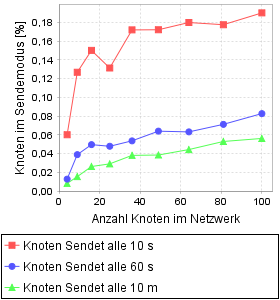 Knoten im Sendemodus [%]
0,18
0,16
0,14
0,12
0,10
0,08
0,06
0,04
0,02
0,00
0 20 40 60 80 100
Anzahl Knoten im Netzwerk
Knoten Sendet alle 10 s
Knoten Sendet alle 60 s
Knoten Sendet alle 10 m